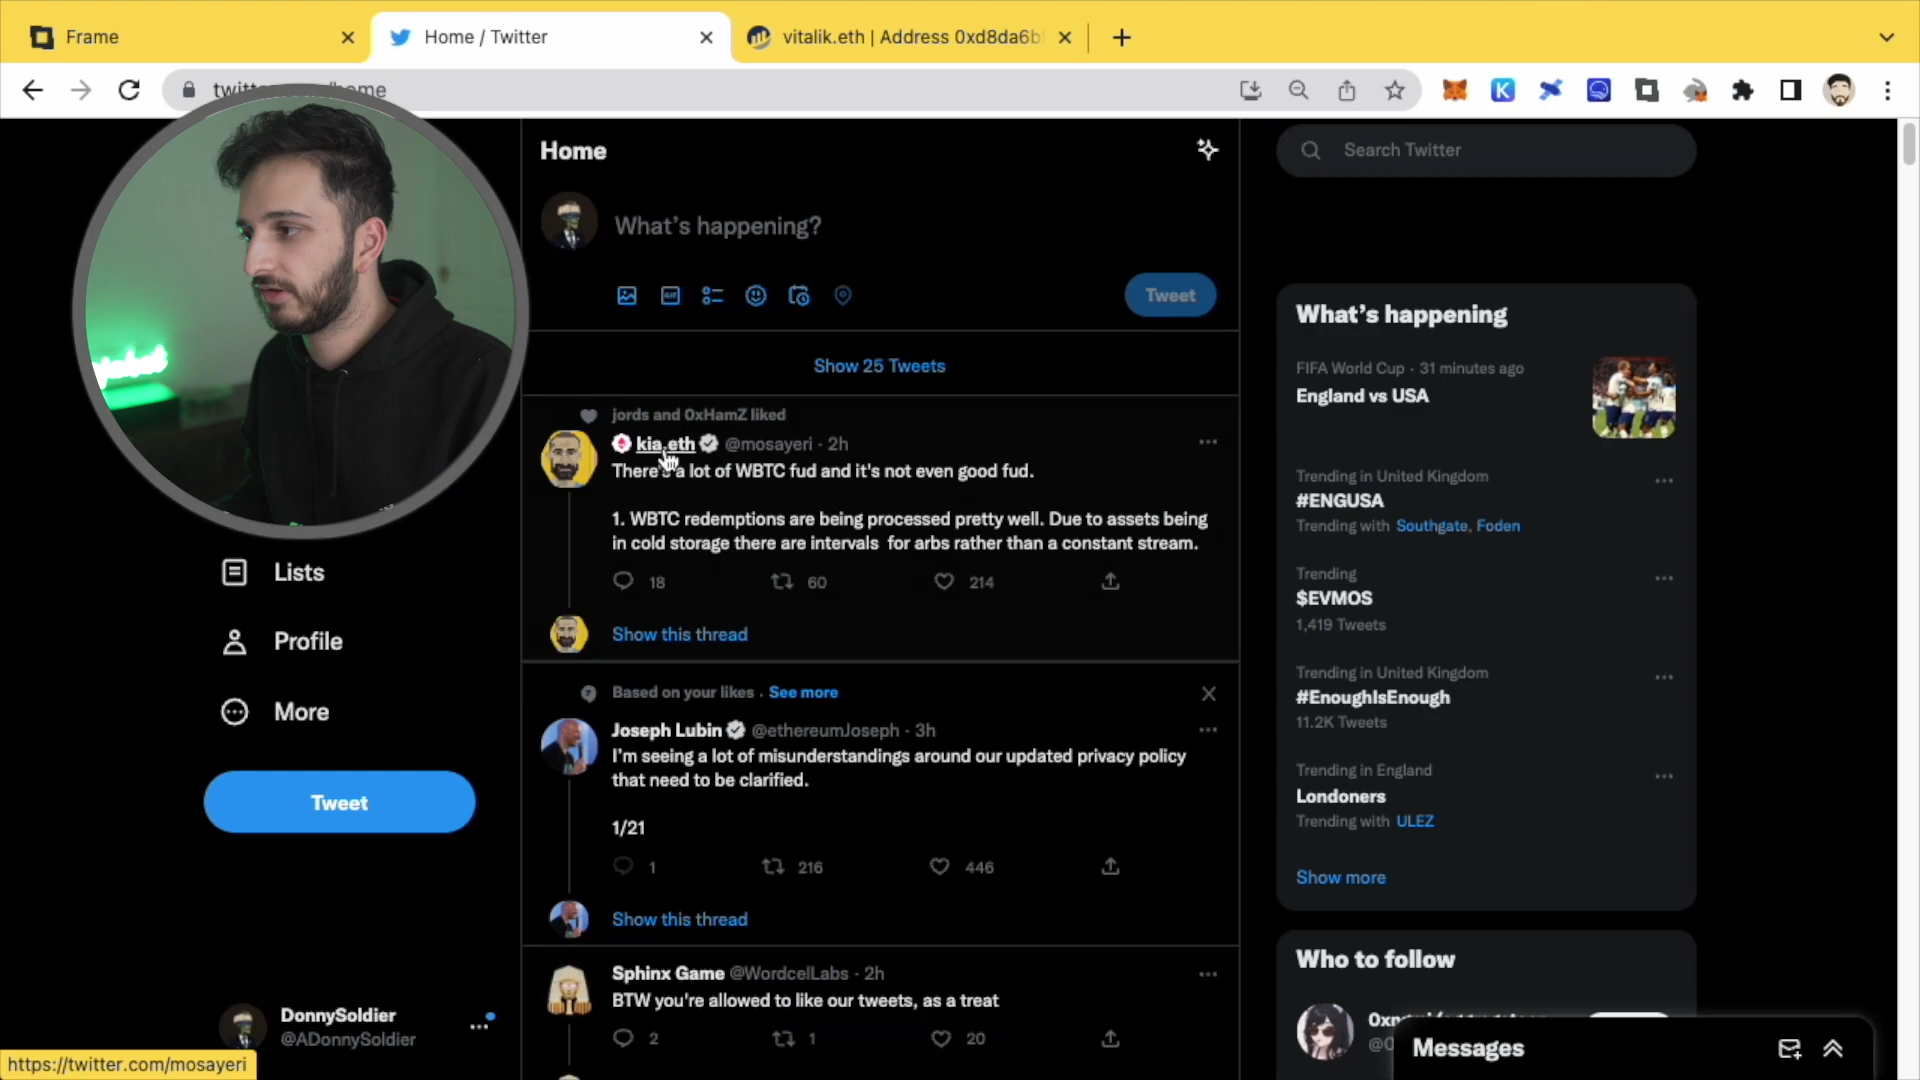 Frame
Home / Twitter
vitalik.eth | Address 0xd8da6b
Home
Search Twitter
What's happening?
GIF
Tweet
Show 25 Tweets
jords and 0xHamZ liked
kia.eth @mosayeri · 2h
There's a lot of WBTC fud and it's not even good fud.
1. WBTC redemptions are being processed pretty well. Due to assets being
in cold storage there are intervals for arbs rather than a constant stream.
18 60 214
Show this thread
Based on your likes . See more
Joseph Lubin @ethereumJoseph · 3h
I'm seeing a lot of misunderstandings around our updated privacy policy
that need to be clarified.
1/21
1 216 446
Show this thread
Sphinx Game @WordcelLabs · 2h
BTW you're allowed to like our tweets, as a treat
2 1 20
Lists
Profile
More
Tweet
DonnySoldier
@ADonnySoldier
https://twitter.com/mosayeri
What's happening
FIFA World Cup · 31 minutes ago
England vs USA
Trending in United Kingdom
#ENGUSA
Trending with Southgate, Foden
Trending
$EVMOS
1,419 Tweets
Trending in United Kingdom
#EnoughIsEnough
11.2K Tweets
Trending in England
Londoners
Trending with ULEZ
Show more
Who to follow
Messages